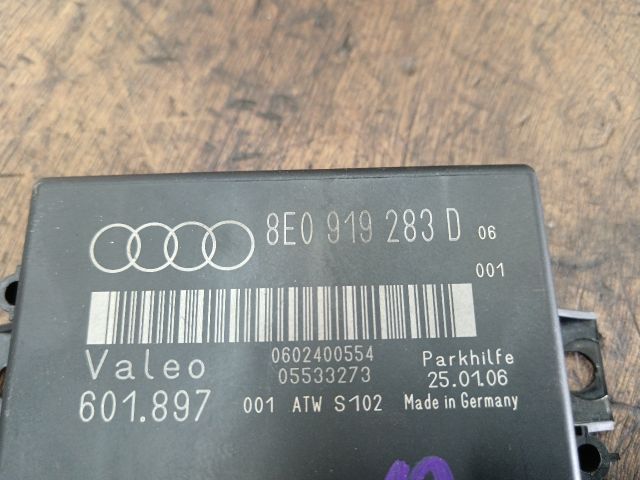 8E0 919 283 D 06
001
0602400554
Valeo 05533273 Parkhilfe
25.01.06
601.897 001 ATW S102 Made in Germany